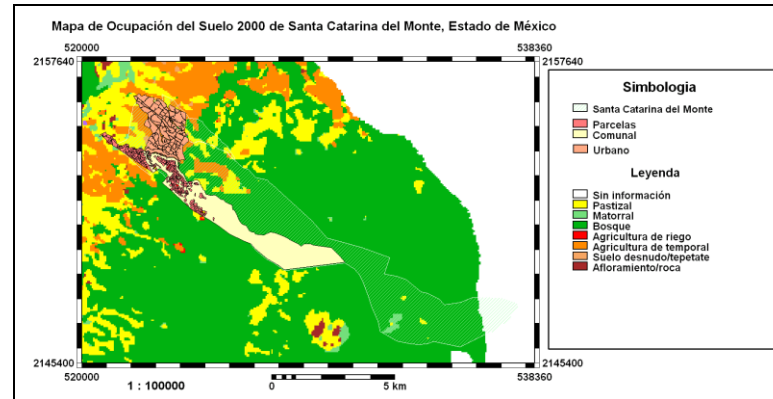 Mapa de Ocupación del Suelo 2000 de Santa Catarina del Monte, Estado de México
520000
538360
2157640
2157640
Simbologia
Santa Catarina del Monte
Parcelas
Comunal
Urbano
Leyenda
Sin información
Pastizal
Matorral
Bosque
Agricultura de riego
Agricultura de temporal
Suelo desnudo/tepetate
Afloramiento/roca
2145400
2145400
520000
538360
1 : 100000
0
5 km